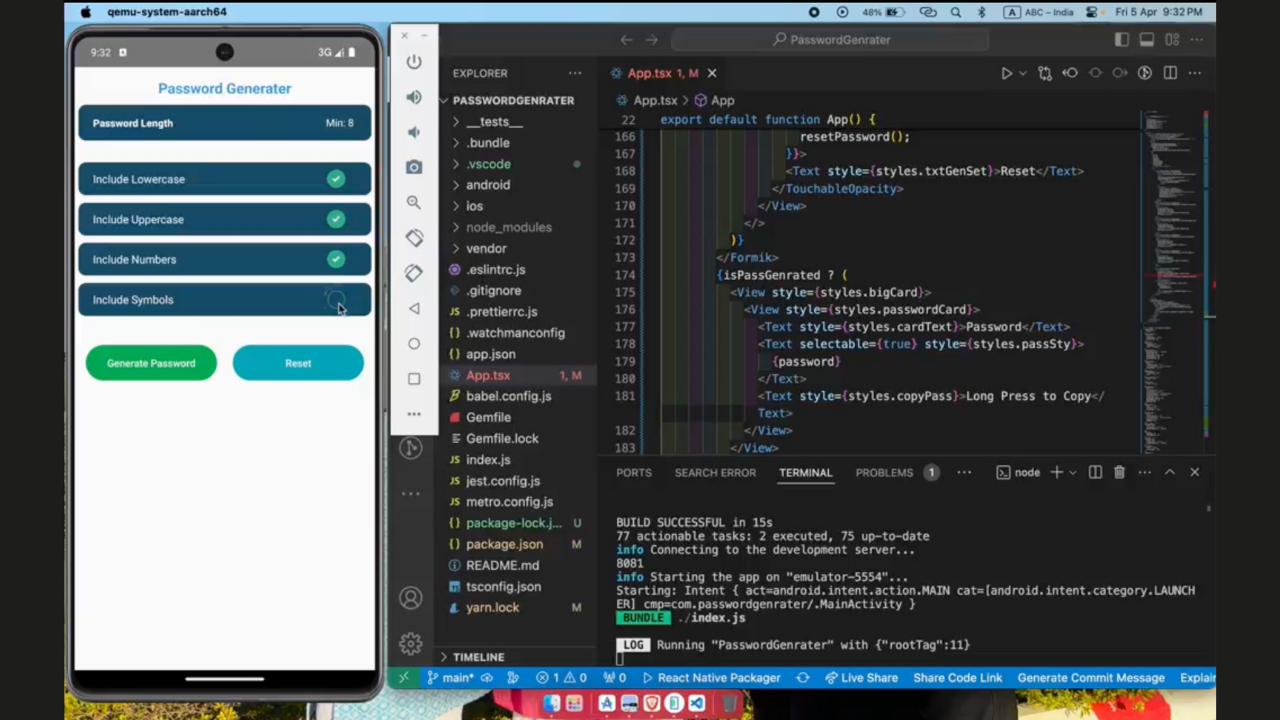 qemu-system-aarch64
48%
A
ABC – India
Fri 5 Apr 9:32 PM
9:32
3G
Password Generater
Password Length
Min: 8
Include Lowercase
Include Uppercase
Include Numbers
Include Symbols
Generate Password
Reset
PasswordGenrater
EXPLORER
PASSWORDGENRATER
__tests__
.bundle
.vscode
android
ios
node_modules
vendor
.eslintrc.js
.gitignore
.prettierrc.js
.watchmanconfig
app.json
App.tsx 1, M
babel.config.js
Gemfile
Gemfile.lock
index.js
jest.config.js
metro.config.js
package-lock.j... U
package.json M
README.md
tsconfig.json
yarn.lock M
TIMELINE
App.tsx 1, M
App.tsx > App
22 export default function App() {
166 resetPassword();
167 }}>
168 <Text style={styles.txtGenSet}>Reset</Text>
169 </TouchableOpacity>
170 </View>
171 </>
172 )}
173 </Formik>
174 {isPassGenrated ? (
175 <View style={styles.bigCard}>
176 <View style={styles.passwordCard}>
177 <Text style={styles.cardText}>Password</Text>
178 <Text selectable={true} style={styles.passSty}>
179 {password}
180 </Text>
181 <Text style={styles.copyPass}>Long Press to Copy</
Text>
182 </View>
183 </View>
PORTS
SEARCH ERROR
TERMINAL
PROBLEMS 1
node
BUILD SUCCESSFUL in 15s
77 actionable tasks: 2 executed, 75 up-to-date
info Connecting to the development server...
8081
info Starting the app on "emulator-5554"...
Starting: Intent { act=android.intent.action.MAIN cat=[android.intent.category.LAUNCH
ER] cmp=com.passwordgenrater/.MainActivity }
BUNDLE ./index.js
LOG Running "PasswordGenrater" with {"rootTag":11}
main*
1
0
0
React Native Packager
Live Share
Share Code Link
Generate Commit Message
Explai